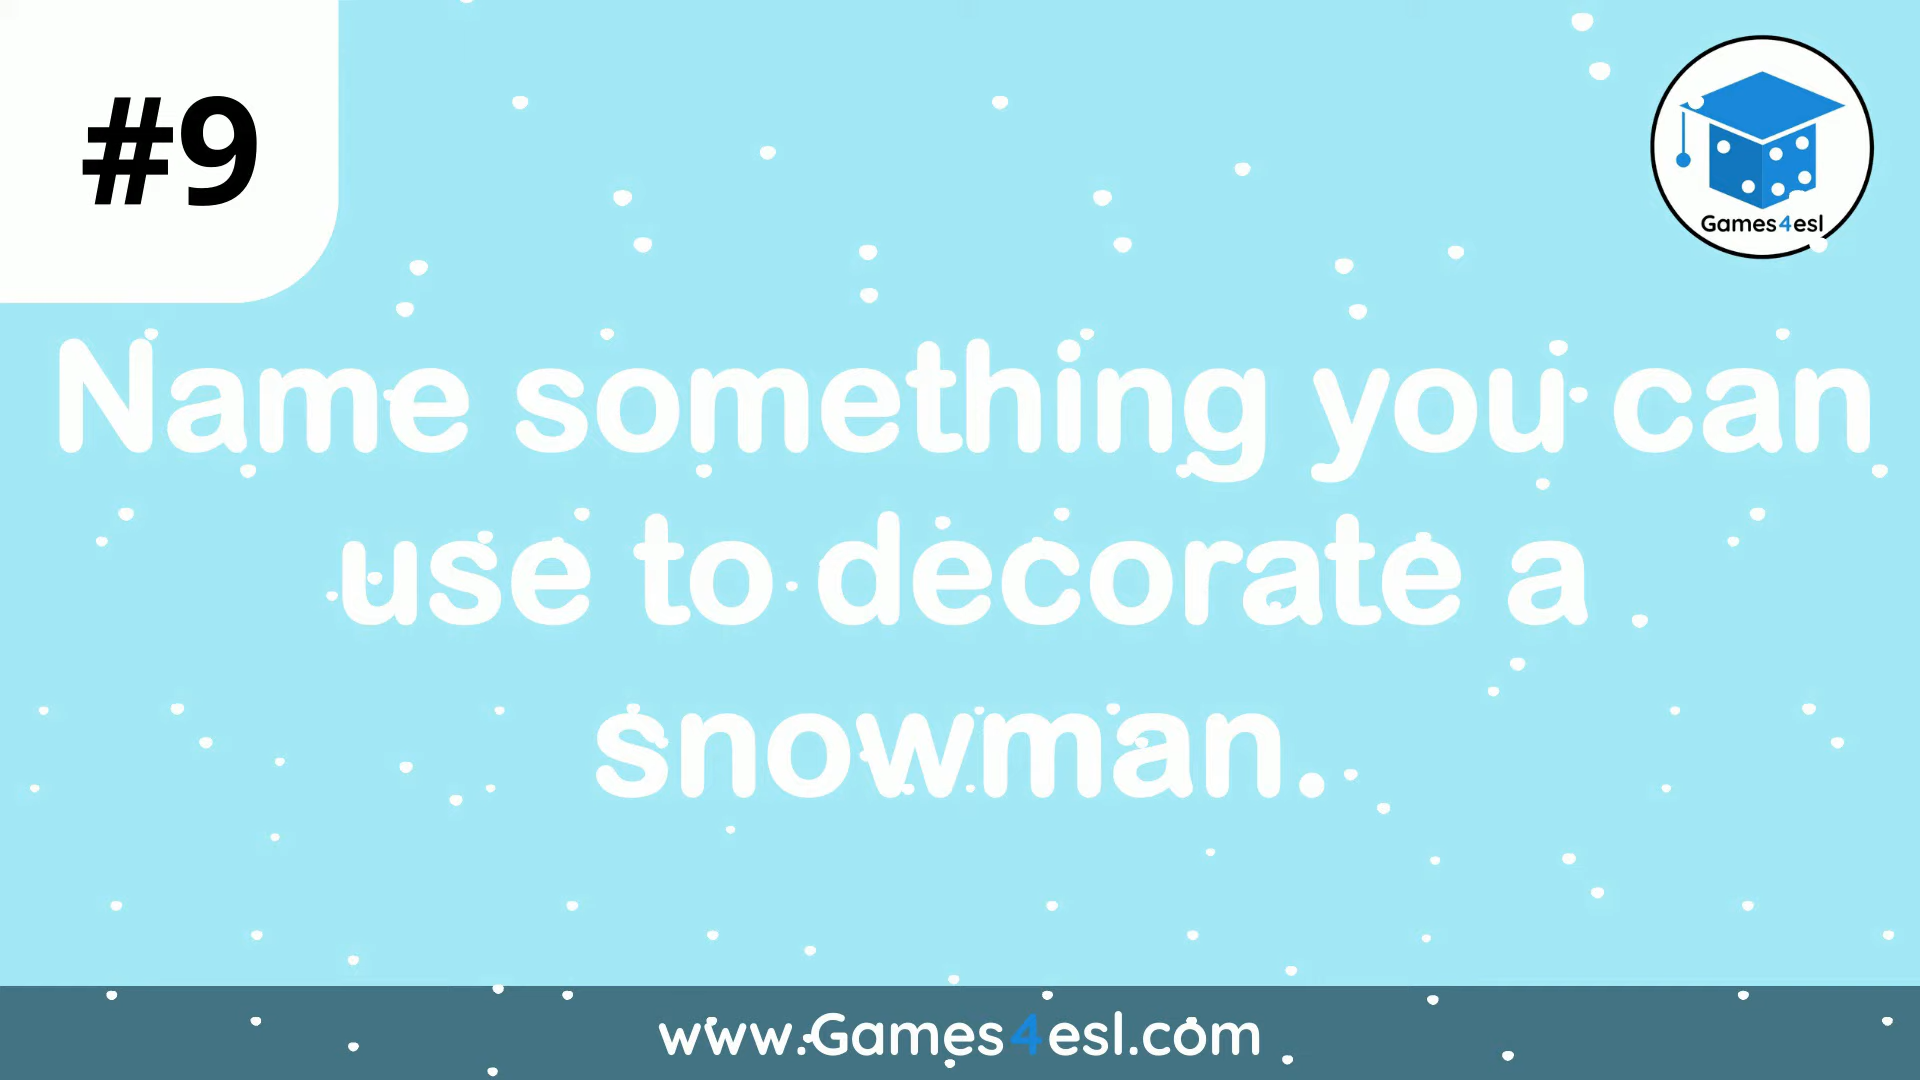 #9
Games4esl
Name something you can
use to decorate a
snowman.
www.Games4esl.com